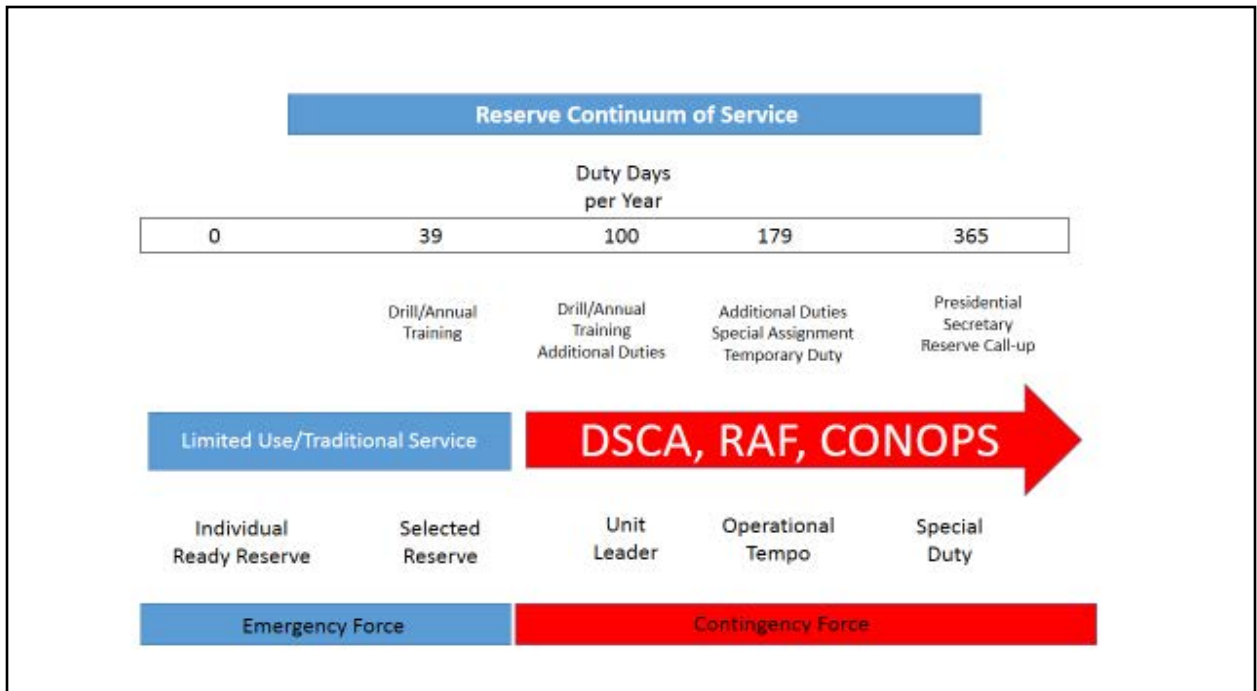 Reserve Continuum of Service
Duty Days
per Year
0 39 100 179 365
Drill/Annual
Training
Drill/Annual
Training
Additional Duties
Additional Duties
Special Assignment
Temporary Duty
Presidential
Secretary
Reserve Call-up
Limited Use/Traditional Service
DSCA, RAF, CONOPS
Individual
Ready Reserve
Selected
Reserve
Unit
Leader
Operational
Tempo
Special
Duty
Emergency Force
Contingency Force